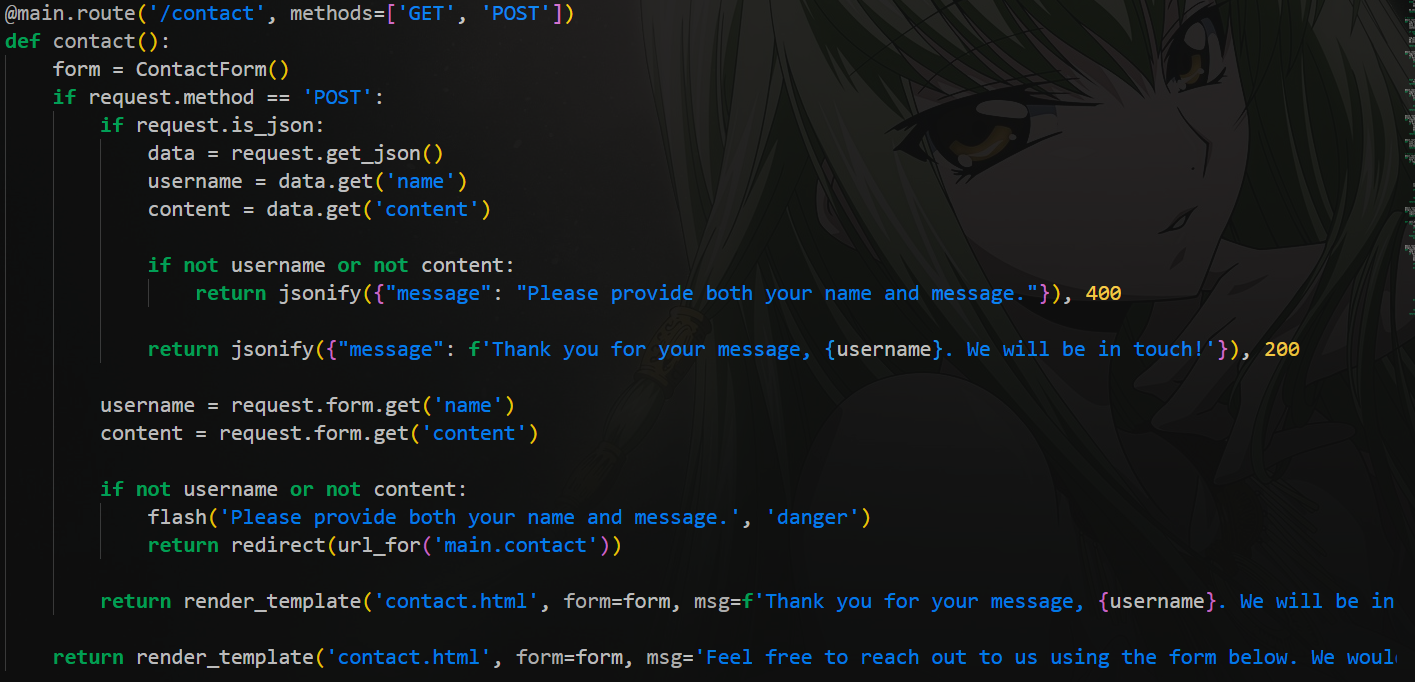 @main.route('/contact', methods=['GET', 'POST'])
def contact():
    form = ContactForm()
    if request.method == 'POST':
        if request.is_json:
            data = request.get_json()
            username = data.get('name')
            content = data.get('content')
            if not username or not content:
                return jsonify({"message": "Please provide both your name and message."}), 400
            return jsonify({"message": f'Thank you for your message, {username}. We will be in touch!'}), 200
        username = request.form.get('name')
        content = request.form.get('content')
        if not username or not content:
            flash('Please provide both your name and message.', 'danger')
            return redirect(url_for('main.contact'))
        return render_template('contact.html', form=form, msg=f'Thank you for your message, {username}. We will be in
    return render_template('contact.html', form=form, msg='Feel free to reach out to us using the form below. We